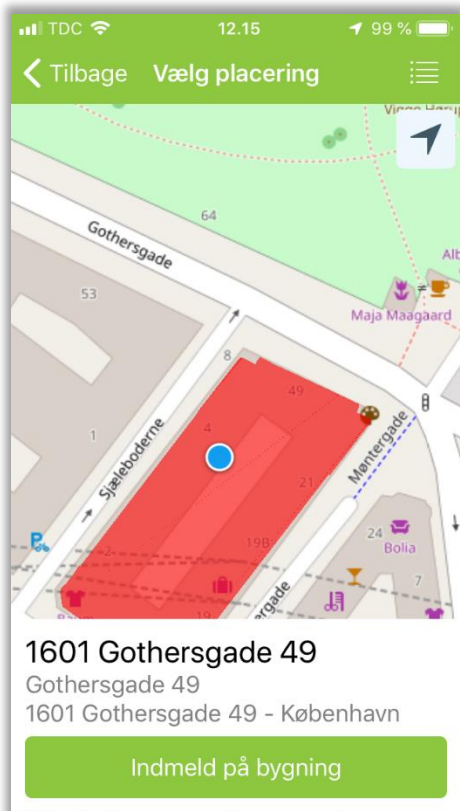 TDC 12.15 99 %
Tilbage Vælg placering
64
Gothersgade
53
Maja Maagaard
8
49
4
1
Sjæleboderne
Møntergade
21
24
Bolia
2
19B
7
19
1601 Gothersgade 49
Gothersgade 49
1601 Gothersgade 49 - København
Indmeld på bygning